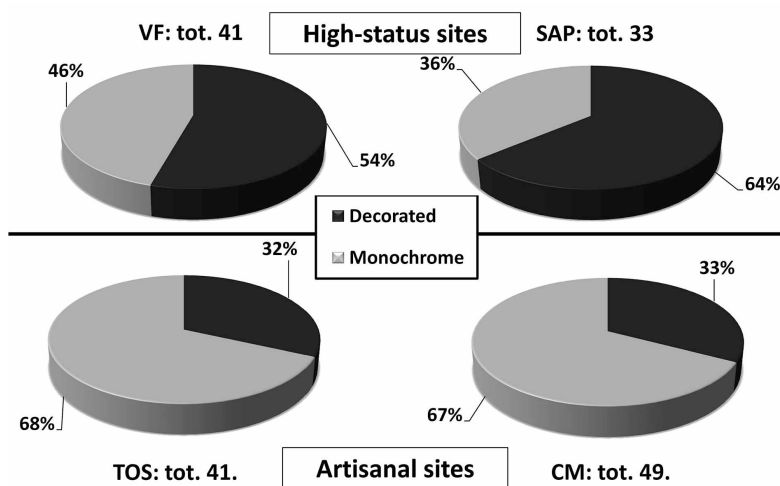 VF: tot. 41
High-status sites
SAP: tot. 33
46%
54%
36%
64%
Decorated
Monochrome
32%
68%
33%
67%
TOS: tot. 41.
Artisanal sites
CM: tot. 49.